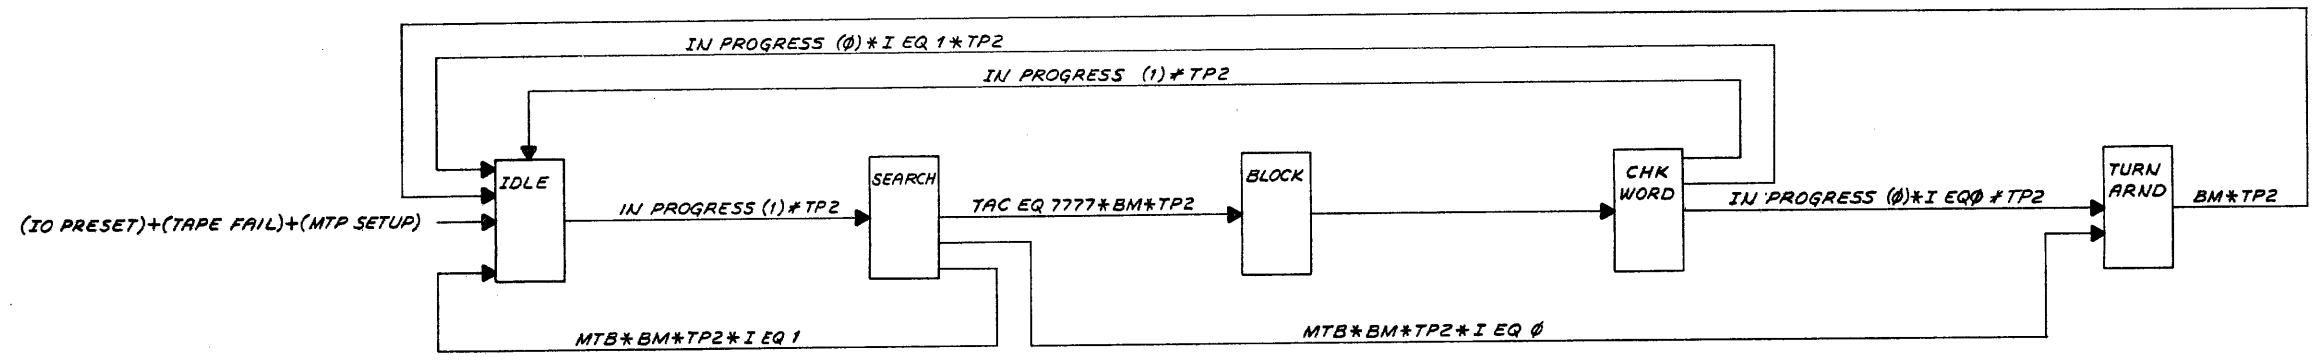 IN PROGRESS (Ø)*I EQ 1*TP2
IN PROGRESS (1)*TP2
IDLE
SEARCH
BLOCK
CHK
WORD
TURN
ARND
(IO PRESET)+(TAPE FAIL)+(MTP SETUP)
IN PROGRESS (1)*TP2
TAC EQ 7777*BM*TP2
IN PROGRESS (Ø)*I EQØ*TP2
BM*TP2
MTB*BM*TP2*I EQ 1
MTB*BM*TP2*I EQ Ø